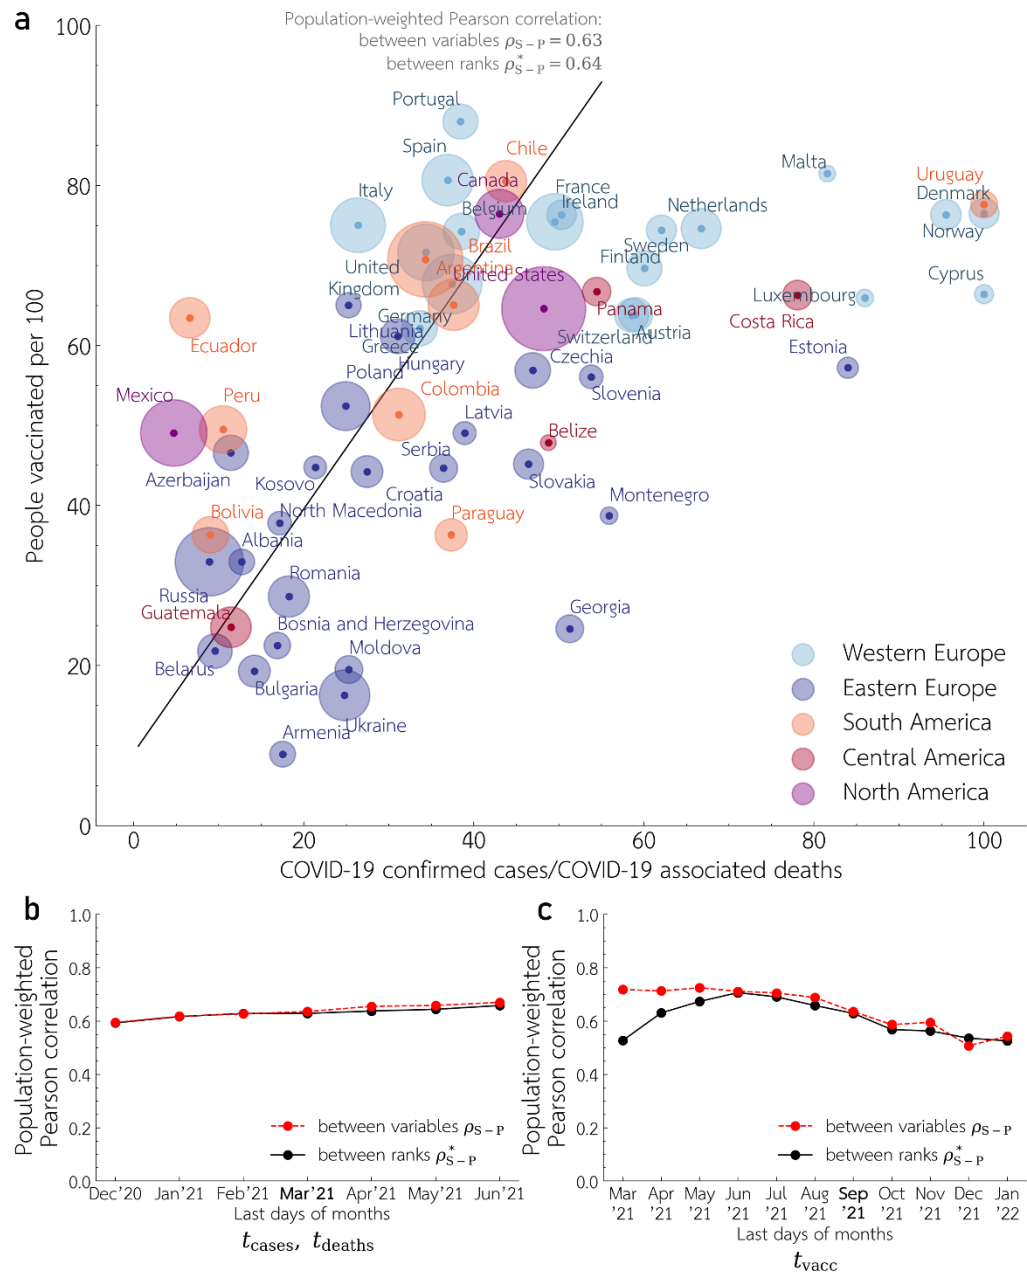 a
Population-weighted Pearson correlation:
between variables ρS−P = 0.63
between ranks ρ*S−P = 0.64
100
80
60
40
20
0
People vaccinated per 100
Portugal
Spain
Chile
Italy
Canada
Belgium
France
Ireland
Netherlands
Malta
Uruguay
Denmark
Norway
Brazil
Sweden
United
Kingdom
Argentina
United States
Finland
Cyprus
Luxembourg
Panama
Costa Rica
Germany
Lithuania
Greece
Switzerland
Austria
Ecuador
Hungary
Czechia
Estonia
Poland
Slovenia
Mexico
Peru
Colombia
Latvia
Belize
Azerbaijan
Kosovo
Serbia
Croatia
Slovakia
Montenegro
Bolivia
North Macedonia
Paraguay
Albania
Russia
Romania
Guatemala
Georgia
Bosnia and Herzegovina
Belarus
Moldova
Bulgaria
Ukraine
Armenia
Western Europe
Eastern Europe
South America
Central America
North America
0 20 40 60 80 100
COVID-19 confirmed cases/COVID-19 associated deaths
b
Population-weighted
Pearson correlation
1.0
0.8
0.6
0.4
0.2
0.0
between variables ρS−P
between ranks ρ*S−P
Dec'20 Jan'21 Feb'21 Mar'21 Apr'21 May'21 Jun'21
Last days of months
tcases, tdeaths
c
Population-weighted
Pearson correlation
1.0
0.8
0.6
0.4
0.2
0.0
between variables ρS−P
between ranks ρ*S−P
Mar Apr May Jun Jul Aug Sep Oct Nov Dec Jan
'21 '21 '21 '21 '21 '21 '21 '21 '21 '21 '22
Last days of months
tvacc